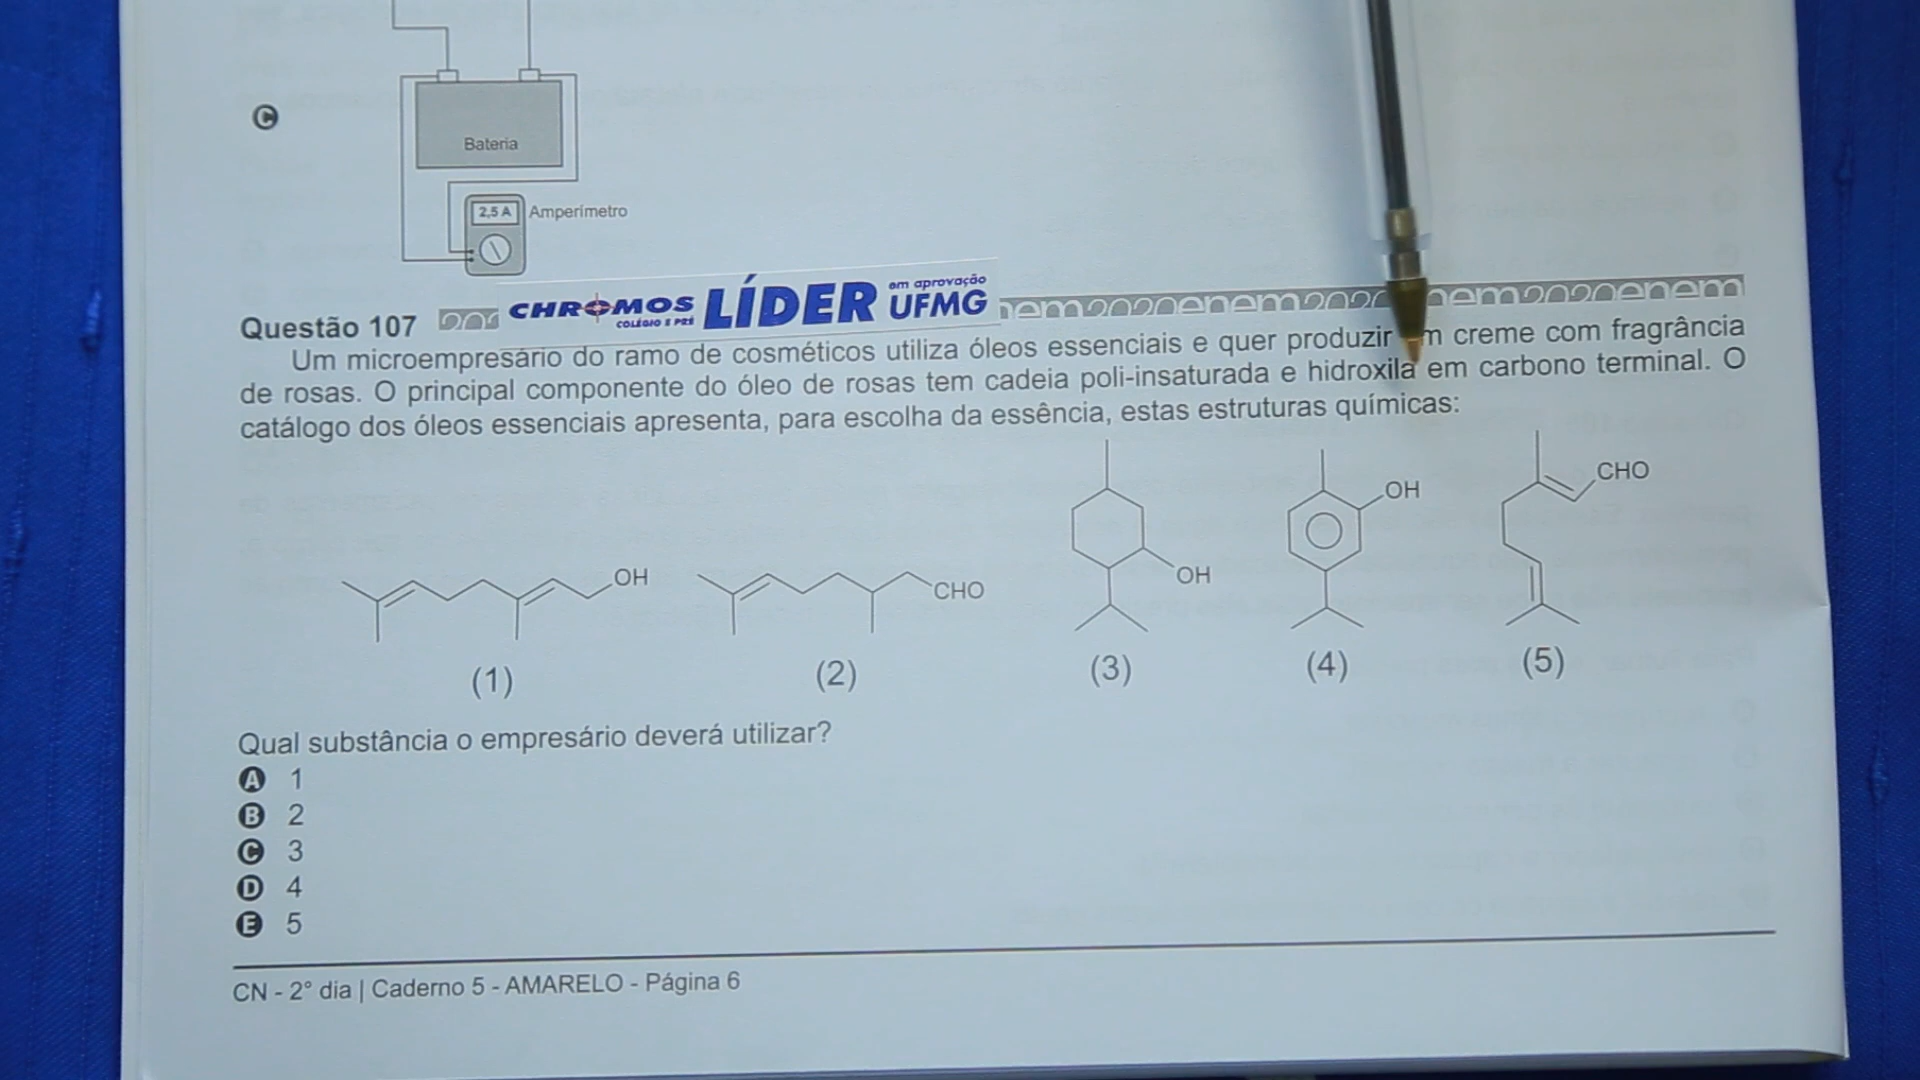 C
Bateria
2,5 A Amperímetro
Questão 107
CHROMOS COLÉGIO E PRÉ LÍDER em aprovação UFMG
enem2020enem2020enem2020enem
Um microempresário do ramo de cosméticos utiliza óleos essenciais e quer produzir creme com fragrância
de rosas. O principal componente do óleo de rosas tem cadeia poli-insaturada e hidroxila em carbono terminal. O
catálogo dos óleos essenciais apresenta, para escolha da essência, estas estruturas químicas:
OH
CHO
OH
OH
CHO
(1) (2) (3) (4) (5)
Qual substância o empresário deverá utilizar?
A 1
B 2
C 3
D 4
E 5
CN - 2° dia | Caderno 5 - AMARELO - Página 6